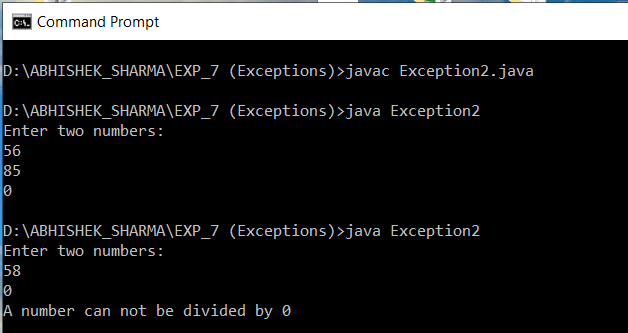 Command Prompt
D:\ABHISHEK_SHARMA\EXP_7 (Exceptions)>javac Exception2.java
D:\ABHISHEK_SHARMA\EXP_7 (Exceptions)>java Exception2
Enter two numbers:
56
85
0
D:\ABHISHEK_SHARMA\EXP_7 (Exceptions)>java Exception2
Enter two numbers:
58
0
A number can not be divided by 0